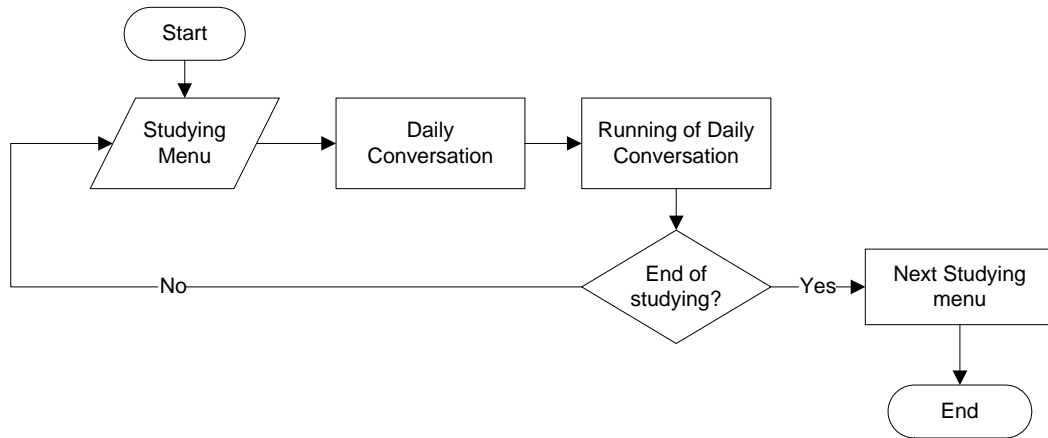 Start
Studying
Menu
Daily
Conversation
Running of Daily
Conversation
End of
studying?
No
Yes
Next Studying
menu
End